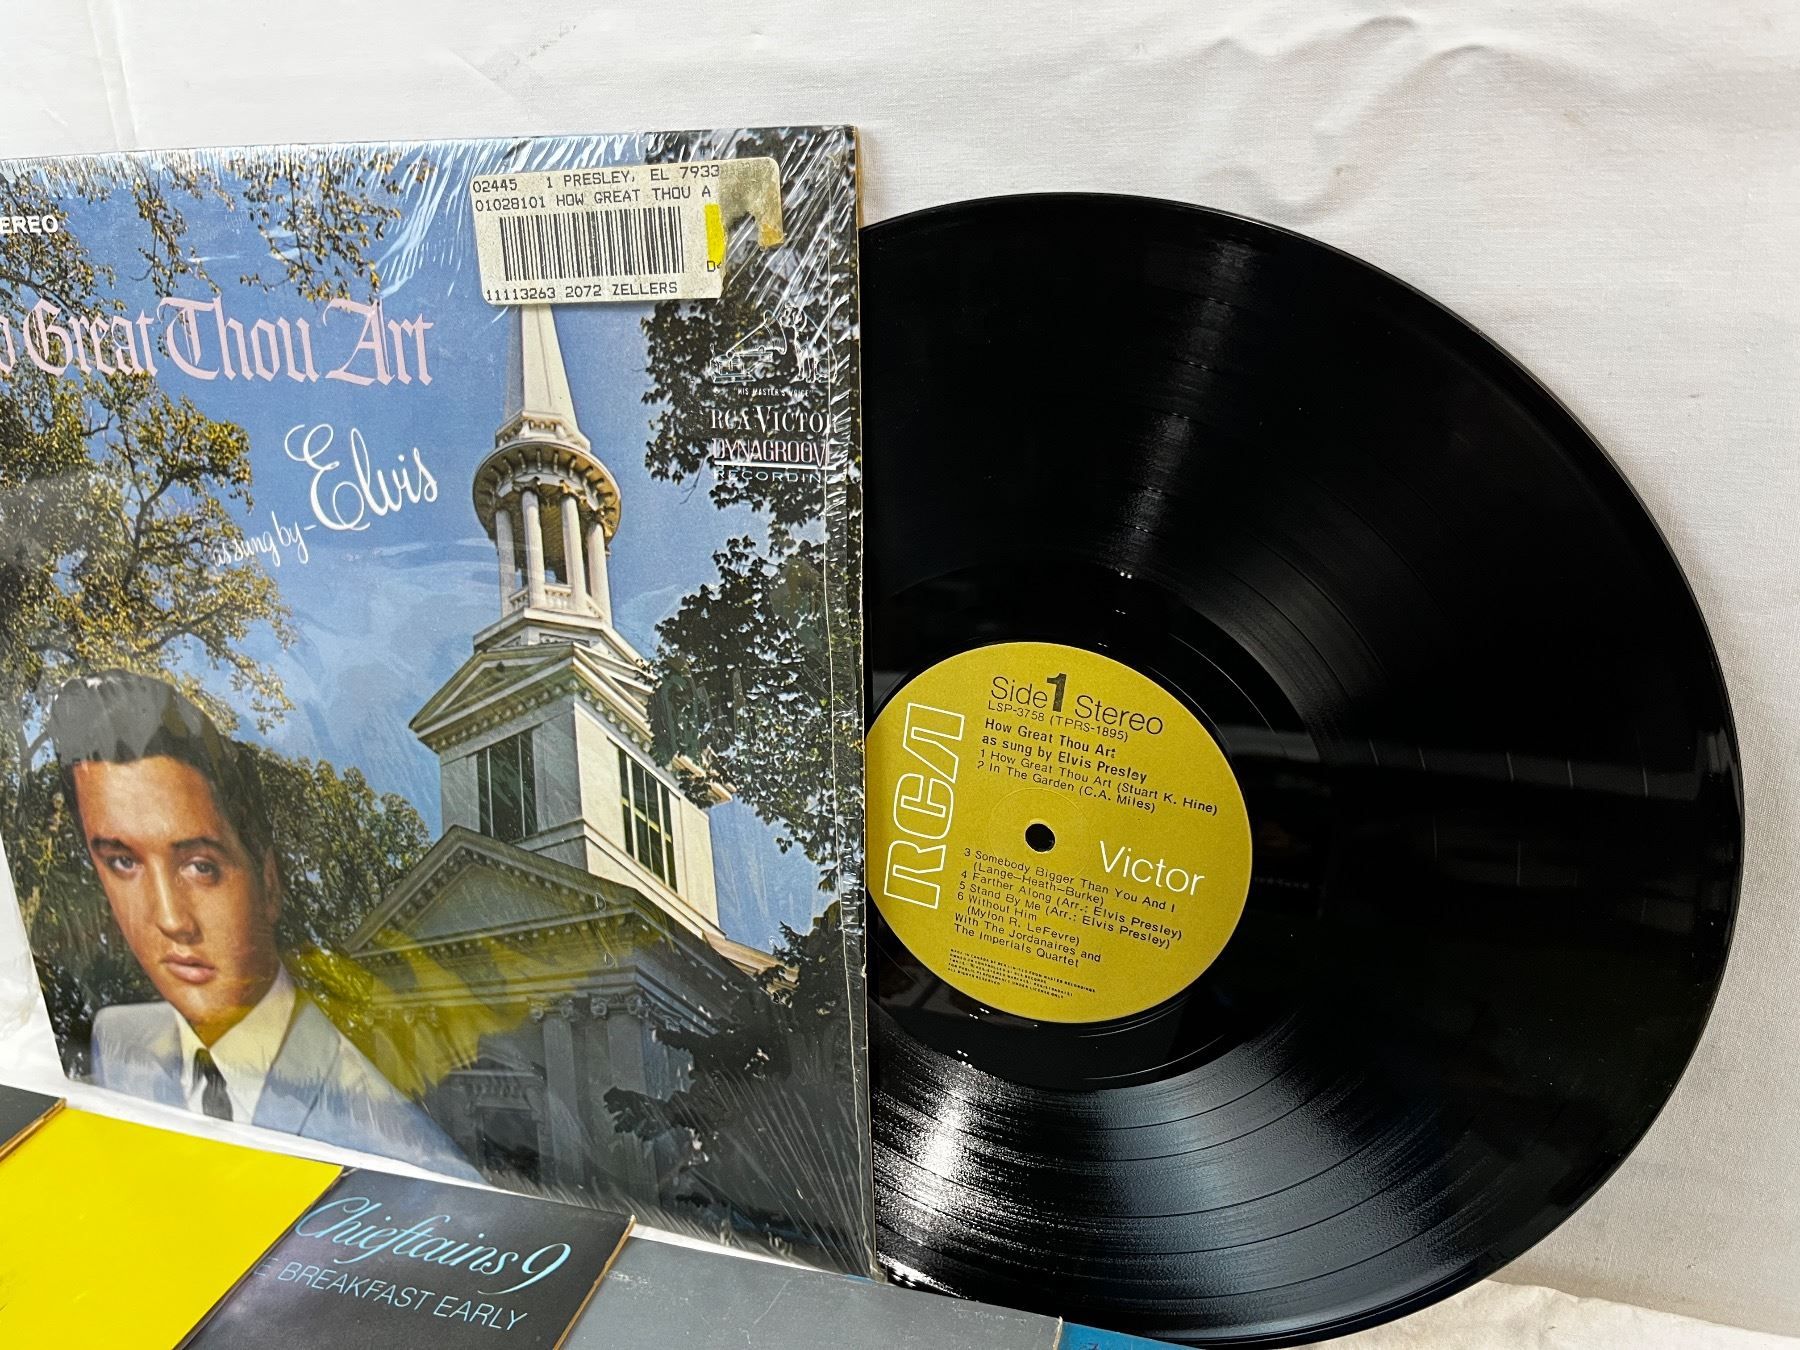 02445 1 PRESLEY, EL 7933
01028101 HOW GREAT THOU A
11113263 2072 ZELLERS
Great Thou Art
as sung by-Elvis
"HIS MASTER'S VOICE"
RCA VICTOR
DYNAGROOVE
RECORDING
Side 1 Stereo
LSP-3758 (TPRS-1895)
How Great Thou Art
as sung by Elvis Presley
1 How Great Thou Art (Stuart K. Hine)
2 In The Garden (C.A. Miles)
RCA
Victor
3 Somebody Bigger Than You And I
(Lange-Heath-Burke)
4 Farther Along (Arr.: Elvis Presley)
5 Stand By Me (Arr.: Elvis Presley)
6 Without Him
(Mylon R. LeFevre)
With The Jordanaires and
The Imperials Quartet
Chieftains 9
BREAKFAST EARLY